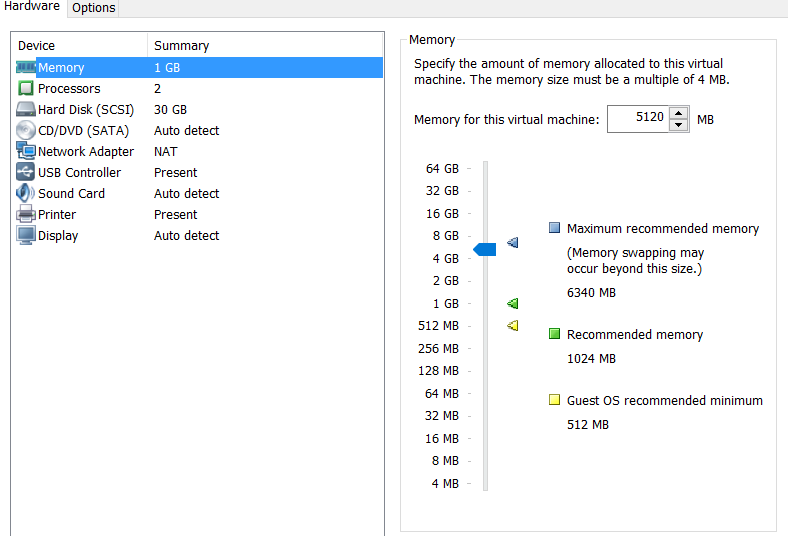 Hardware Options
Device Summary
Memory 1 GB
Processors 2
Hard Disk (SCSI) 30 GB
CD/DVD (SATA) Auto detect
Network Adapter NAT
USB Controller Present
Sound Card Auto detect
Printer Present
Display Auto detect
Memory
Specify the amount of memory allocated to this virtual
machine. The memory size must be a multiple of 4 MB.
Memory for this virtual machine: 5120 MB
64 GB
32 GB
16 GB
8 GB
4 GB
2 GB
1 GB
512 MB
256 MB
128 MB
64 MB
32 MB
16 MB
8 MB
4 MB
Maximum recommended memory
(Memory swapping may
occur beyond this size.)
6340 MB
Recommended memory
1024 MB
Guest OS recommended minimum
512 MB